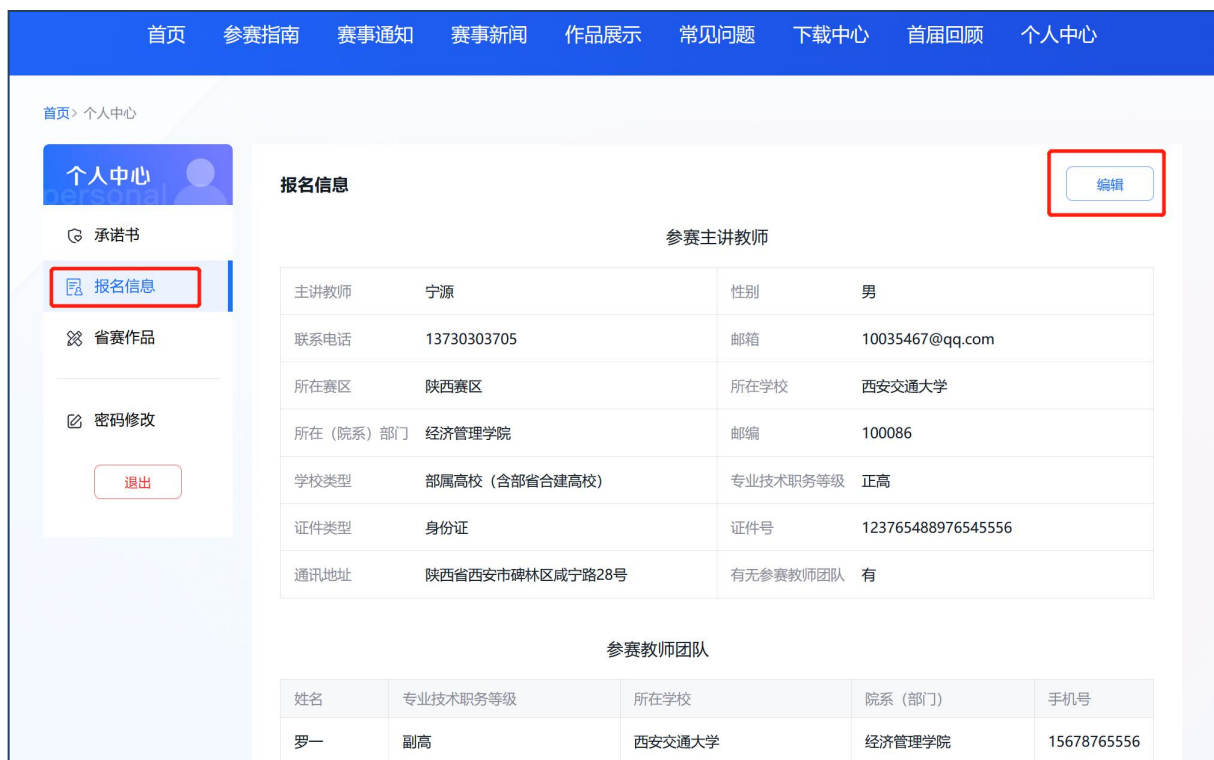 首页 参赛指南 赛事通知 赛事新闻 作品展示 常见问题 下载中心 首届回顾 个人中心
首页> 个人中心
个人中心
personal
承诺书
报名信息
省赛作品
密码修改
退出
报名信息 编辑
参赛主讲教师
主讲教师 宁源 性别 男
联系电话 13730303705 邮箱 10035467@qq.com
所在赛区 陕西赛区 所在学校 西安交通大学
所在（院系）部门 经济管理学院 邮编 100086
学校类型 部属高校（含部省合建高校） 专业技术职务等级 正高
证件类型 身份证 证件号 123765488976545556
通讯地址 陕西省西安市碑林区咸宁路28号 有无参赛教师团队 有
参赛教师团队
姓名 专业技术职务等级 所在学校 院系（部门） 手机号
罗一 副高 西安交通大学 经济管理学院 15678765556